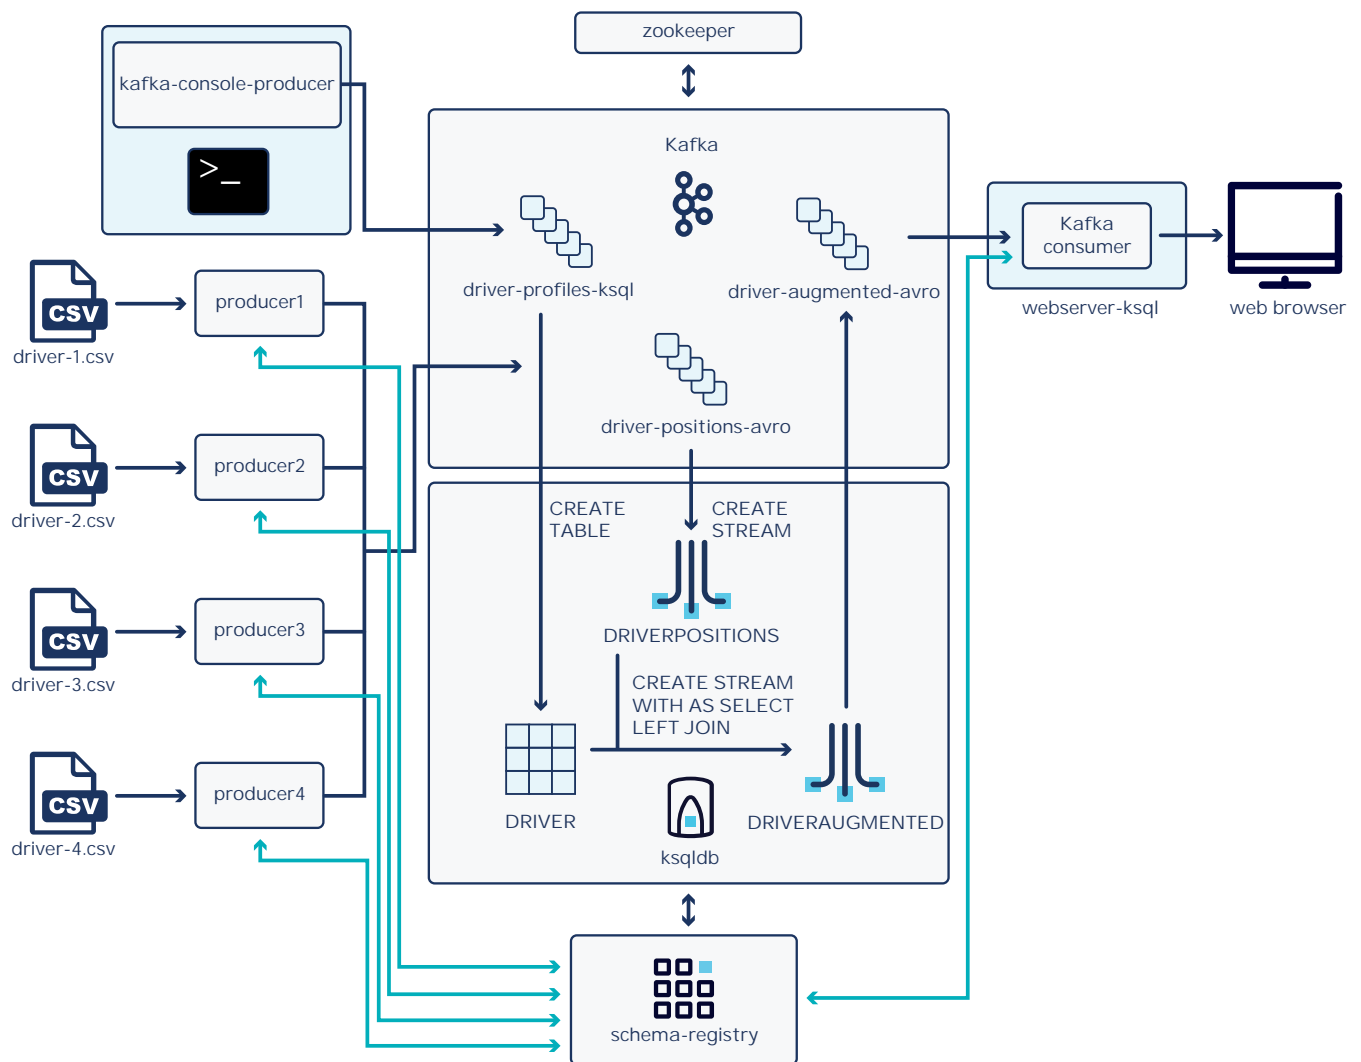 zookeeper
kafka-console-producer
>_
Kafka
driver-profiles-ksql
driver-augmented-avro
driver-positions-avro
Kafka
consumer
webserver-ksql
web browser
CSV
driver-1.csv
producer1
CSV
driver-2.csv
producer2
CSV
driver-3.csv
producer3
CSV
driver-4.csv
producer4
CREATE
TABLE
CREATE
STREAM
DRIVERPOSITIONS
CREATE STREAM
WITH AS SELECT
LEFT JOIN
DRIVER
DRIVERAUGMENTED
ksqldb
schema-registry